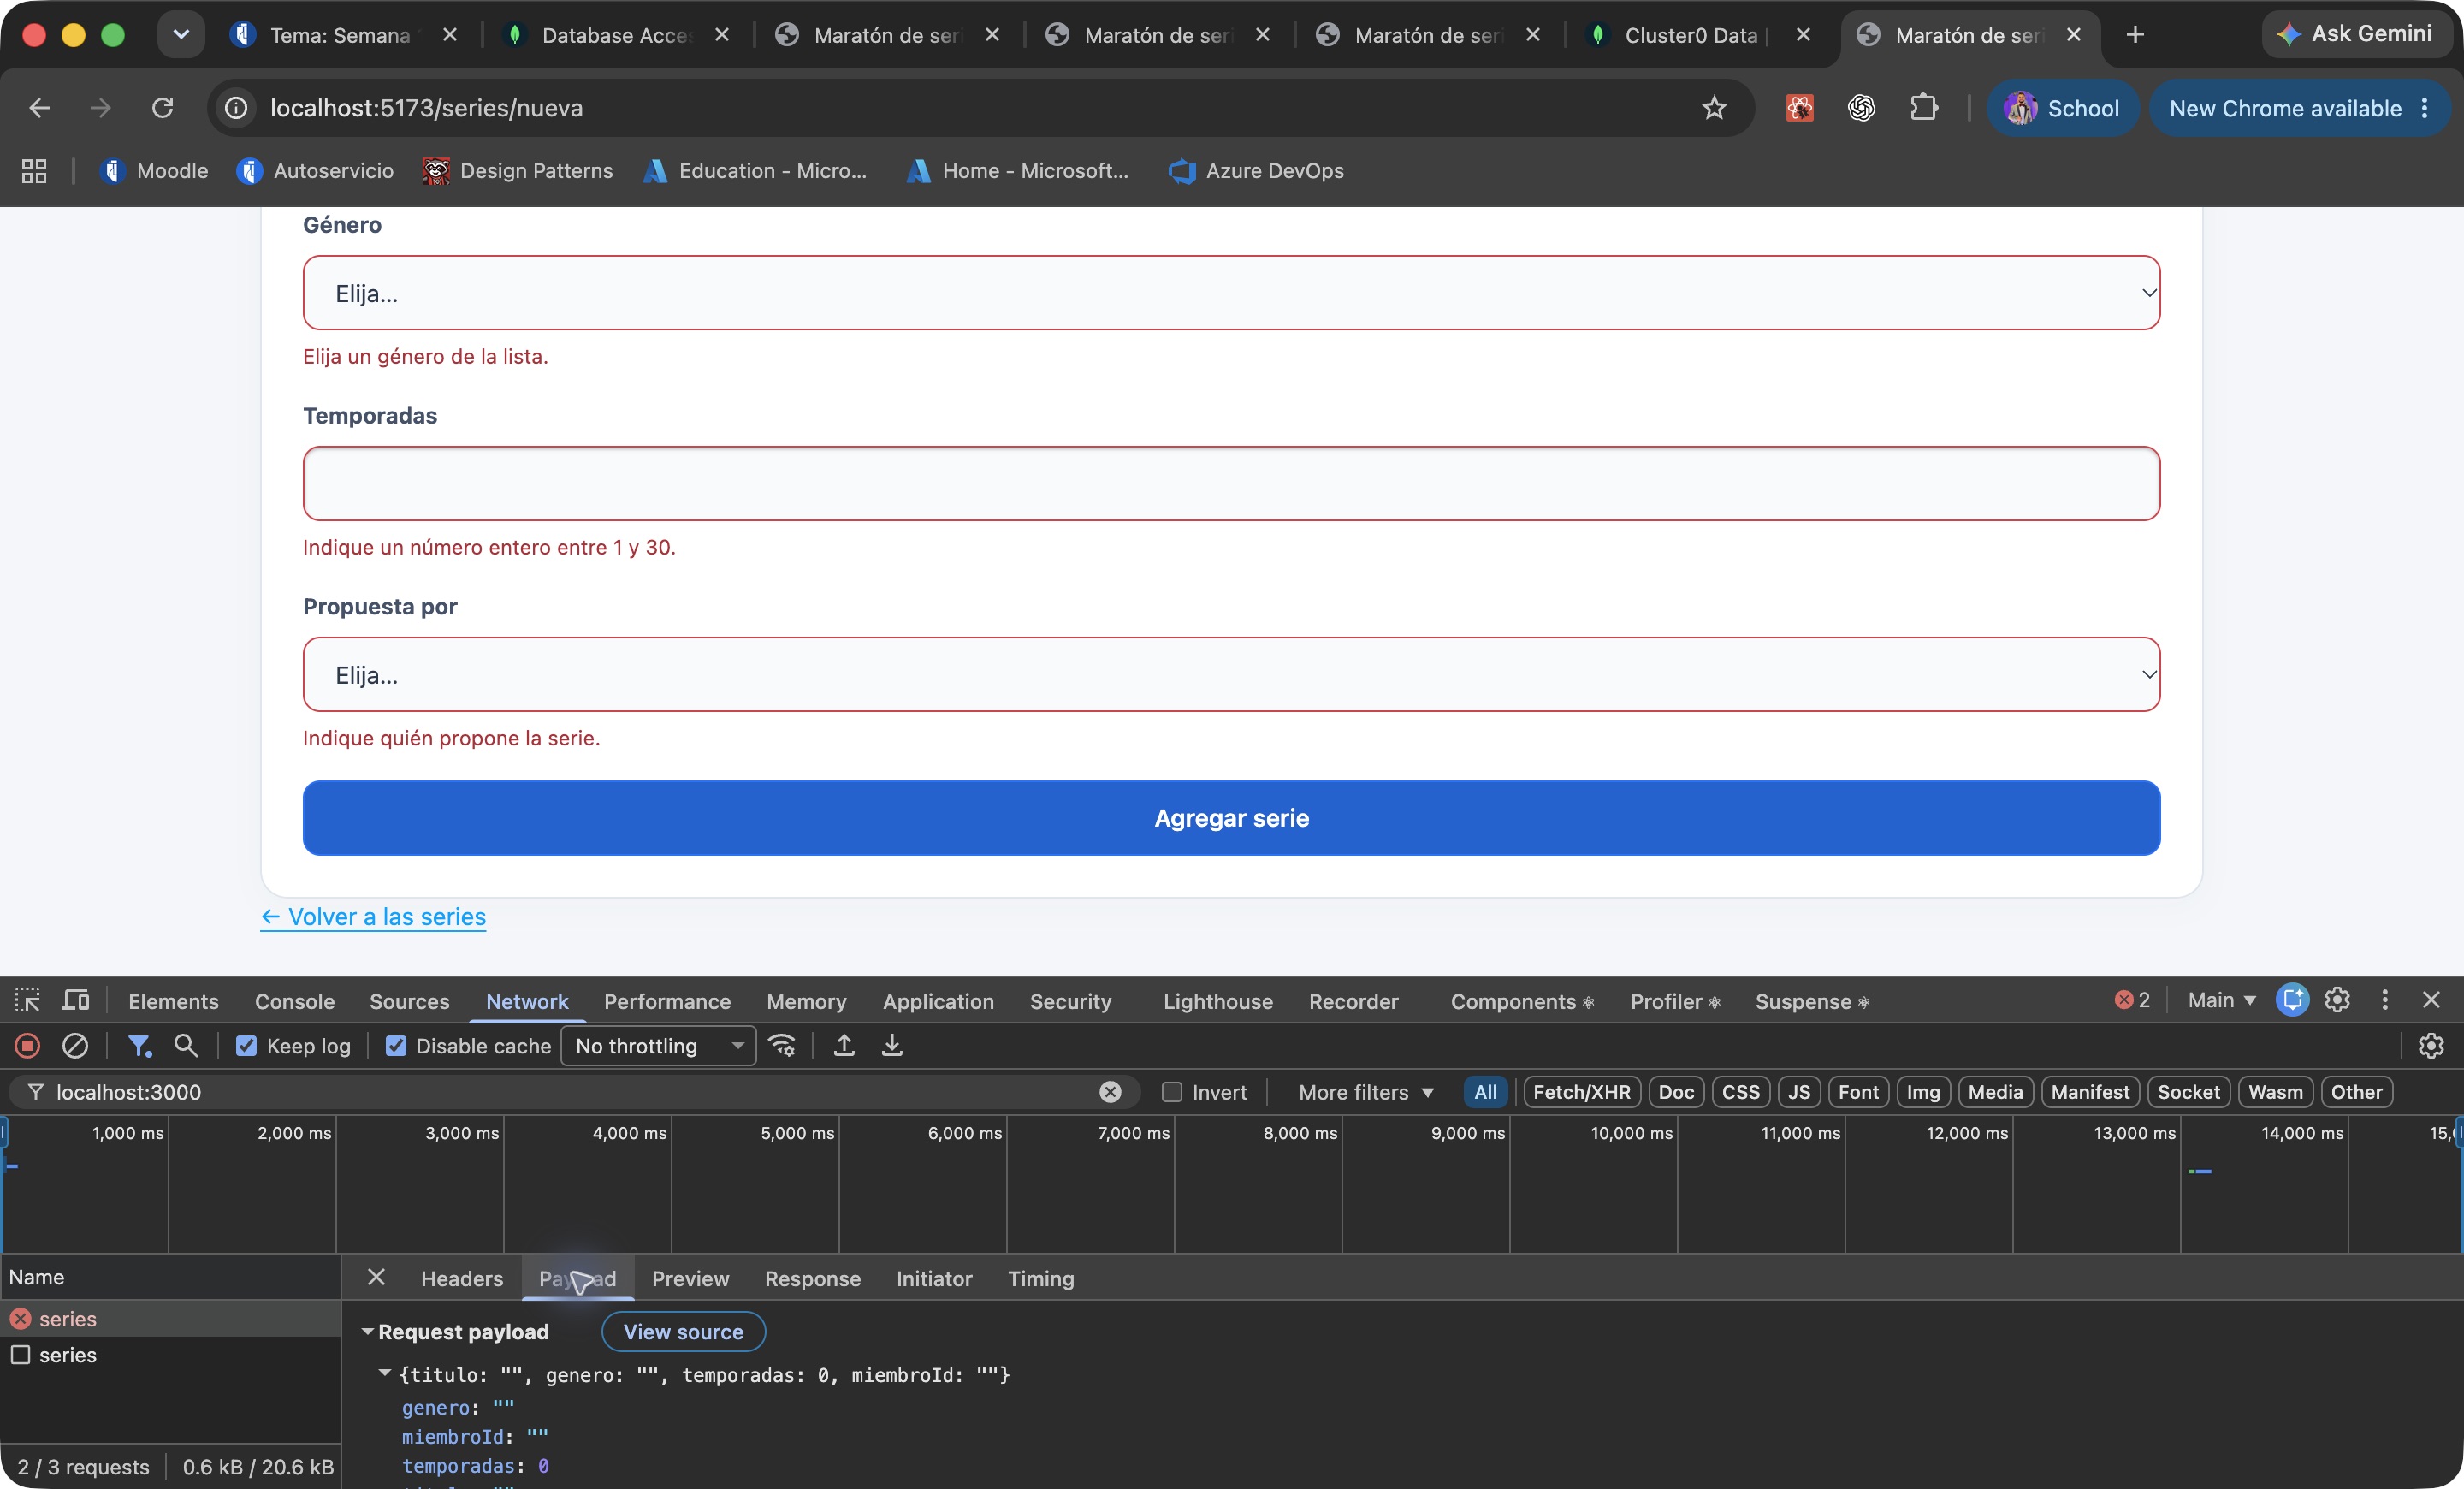 Tema: Semana
Database Acce
Maratón de seri
Maratón de seri
Maratón de seri
Cluster0 Data |
Maratón de seri
Ask Gemini
localhost:5173/series/nueva
School
New Chrome available
Moodle
Autoservicio
Design Patterns
Education - Micro...
Home - Microsoft...
Azure DevOps
Género
Elija...
Elija un género de la lista.
Temporadas
Indique un número entero entre 1 y 30.
Propuesta por
Elija...
Indique quién propone la serie.
Agregar serie
← Volver a las series
Elements Console Sources Network Performance Memory Application Security Lighthouse Recorder Components Profiler Suspense 2 Main
Keep log Disable cache No throttling
localhost:3000 Invert More filters All Fetch/XHR Doc CSS JS Font Img Media Manifest Socket Wasm Other
1,000 ms 2,000 ms 3,000 ms 4,000 ms 5,000 ms 6,000 ms 7,000 ms 8,000 ms 9,000 ms 10,000 ms 11,000 ms 12,000 ms 13,000 ms 14,000 ms
Name
Headers Payload Preview Response Initiator Timing
series
series
Request payload View source
{titulo: "", genero: "", temporadas: 0, miembroId: ""}
genero: ""
miembroId: ""
temporadas: 0
2 / 3 requests 0.6 kB / 20.6 kB